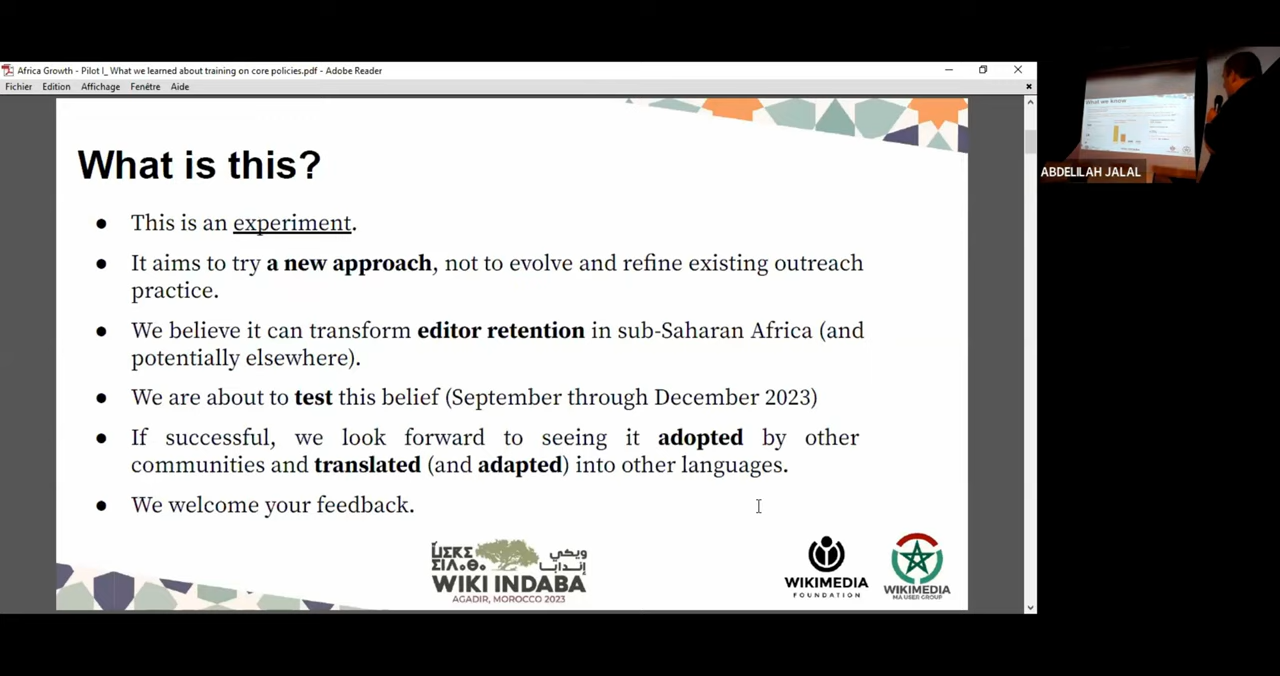 Africa Growth - Pilot I_ What we learned about training on core policies.pdf - Adobe Reader
Fichier Edition Affichage Fenêtre Aide
What is this?
● This is an experiment.
● It aims to try a new approach, not to evolve and refine existing outreach
practice.
● We believe it can transform editor retention in sub-Saharan Africa (and
potentially elsewhere).
● We are about to test this belief (September through December 2023)
● If successful, we look forward to seeing it adopted by other
communities and translated (and adapted) into other languages.
● We welcome your feedback.
ويكي
إندابا
WIKI INDABA
AGADIR, MOROCCO 2023
WIKIMEDIA
FOUNDATION
WIKIMEDIA
MA USER GROUP
What we know
ABDELILAH JALAL